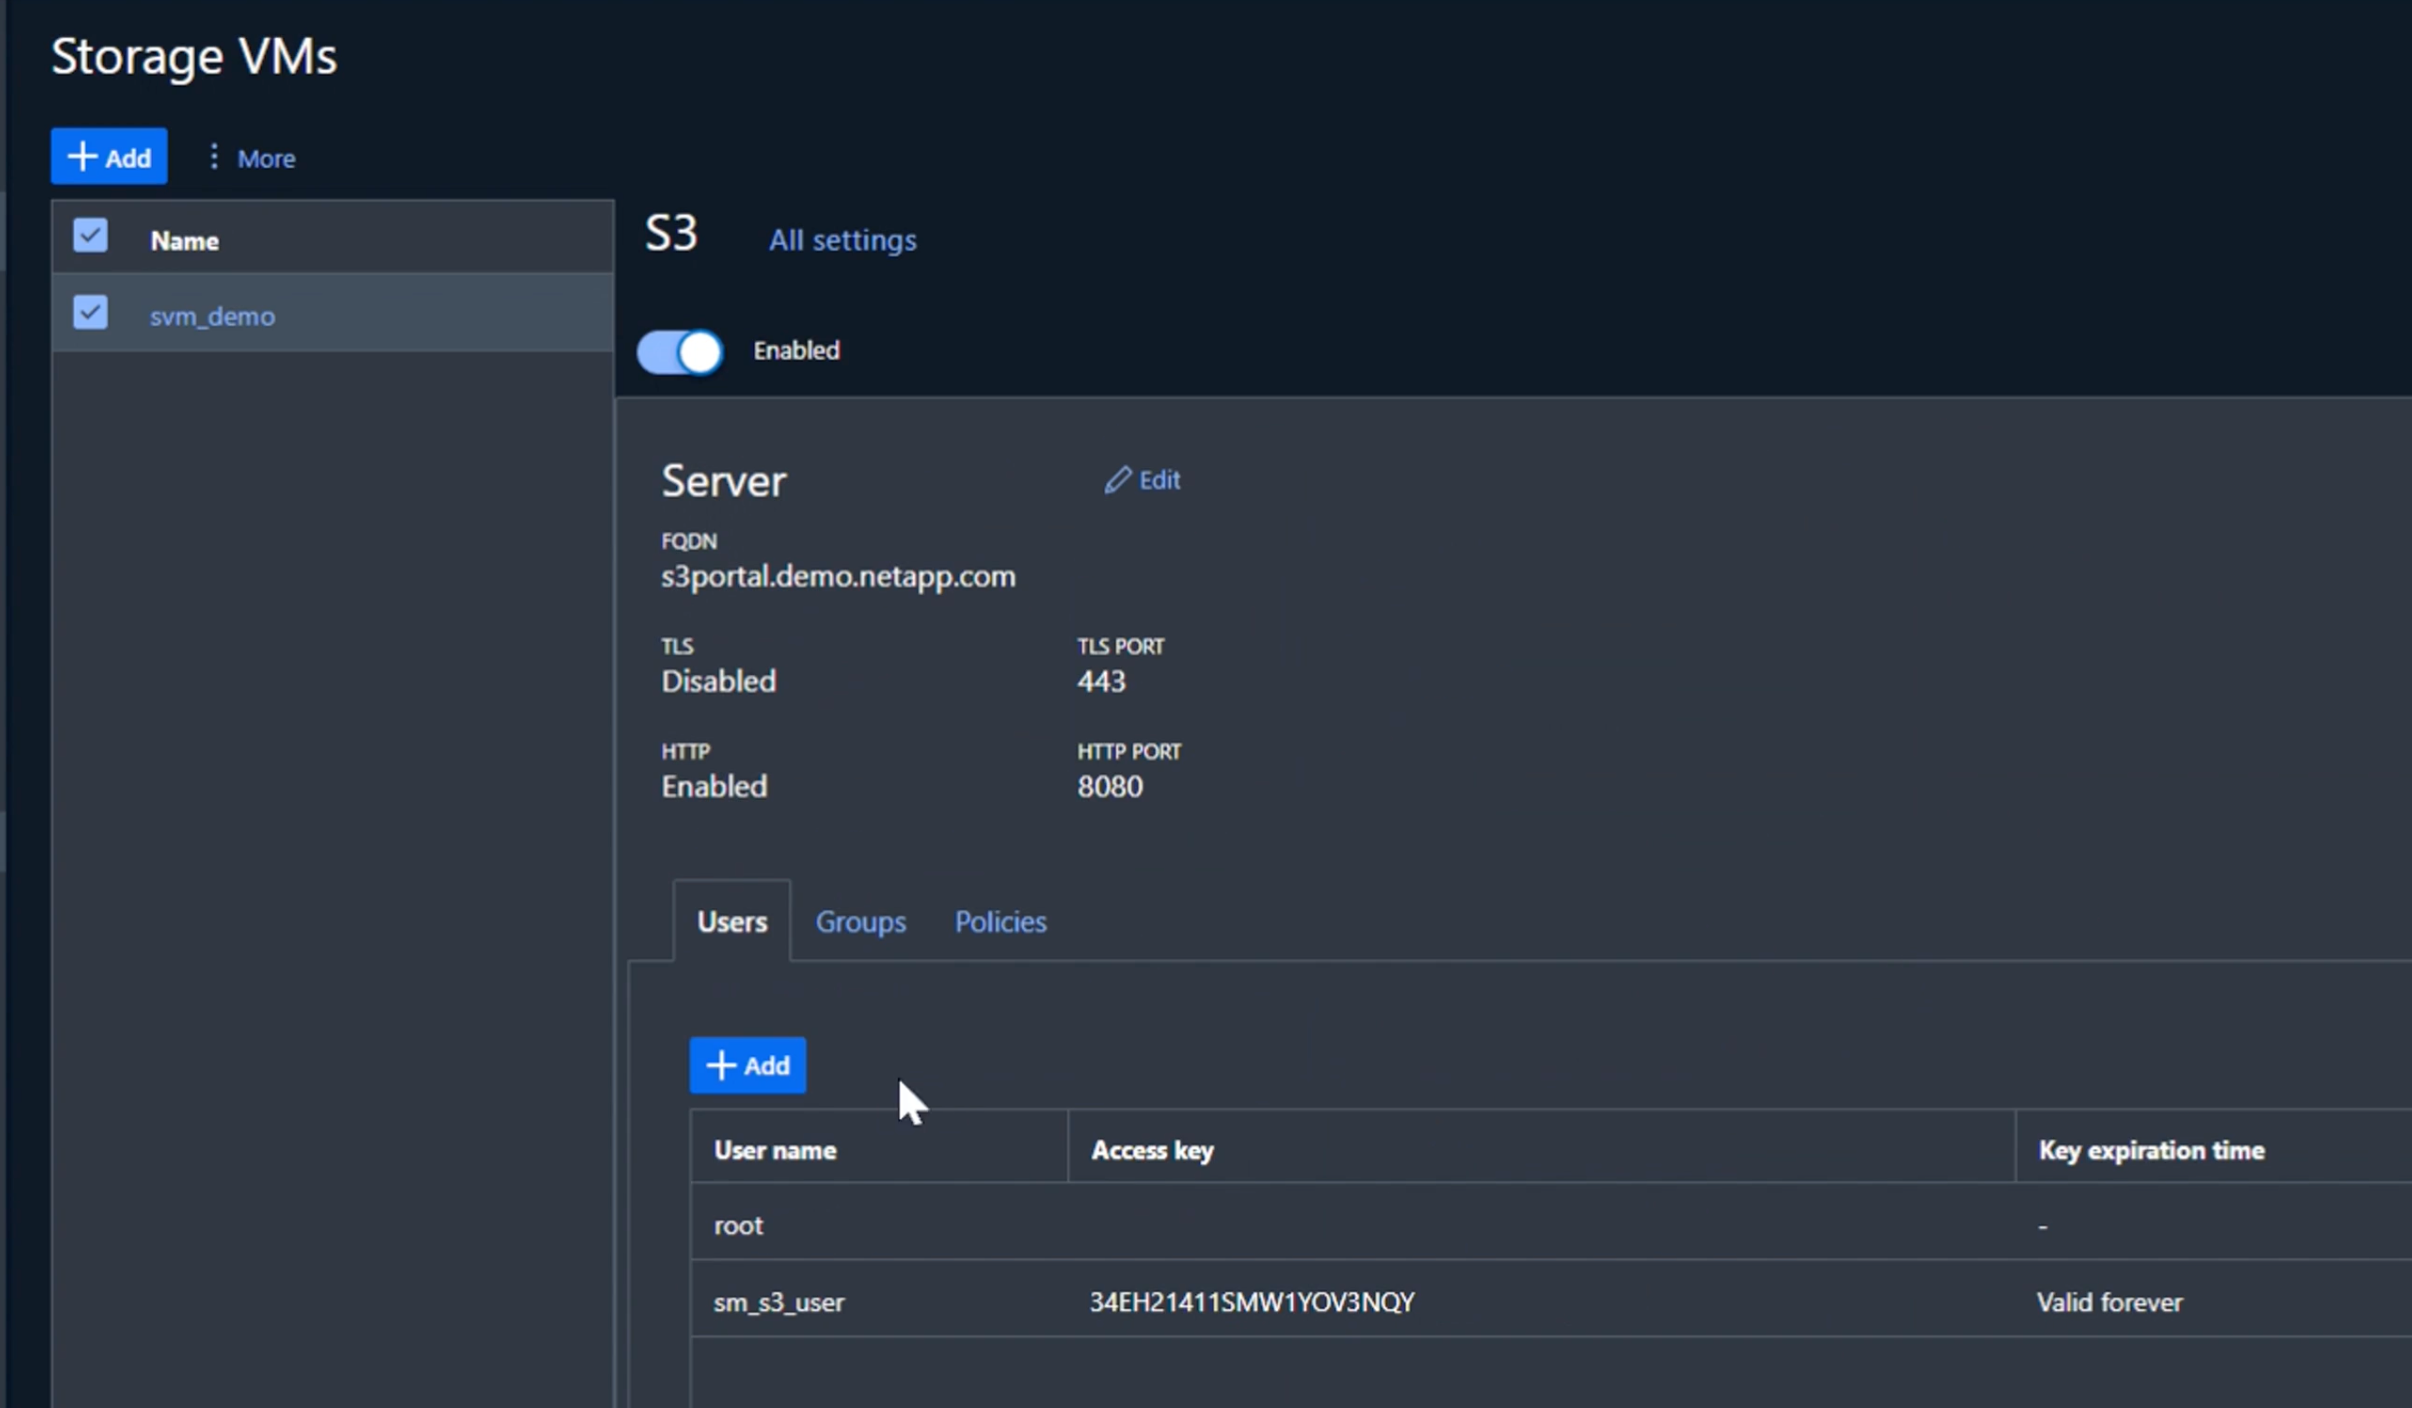 Storage VMs
+ Add
More
Name
svm_demo
S3
All settings
Enabled
Server
Edit
FQDN
s3portal.demo.netapp.com
TLS
TLS PORT
Disabled
443
HTTP
HTTP PORT
Enabled
8080
Users
Groups
Policies
+ Add
User name
Access key
Key expiration time
root
-
sm_s3_user
34EH21411SMW1YOV3NQY
Valid forever